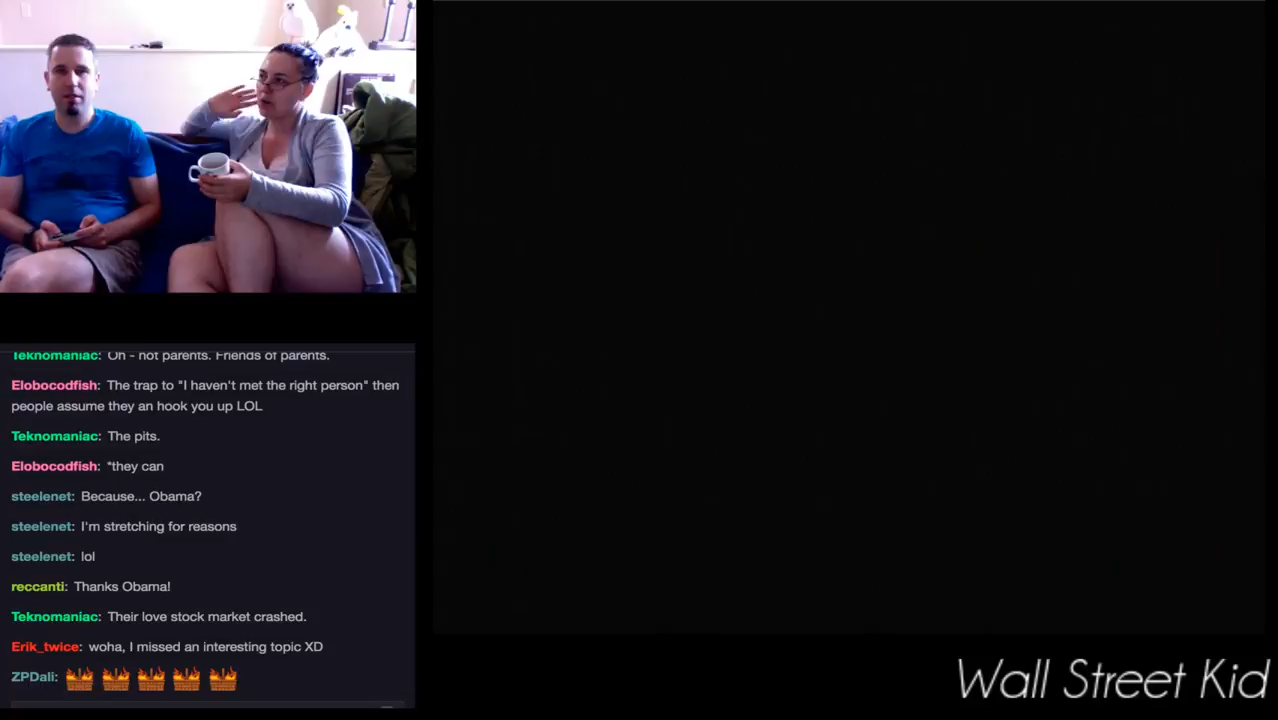 Teknomaniac: Oh - not parents. Friends of parents.
Elobocodfish: The trap to "I haven't met the right person" then
people assume they an hook you up LOL
Teknomaniac: The pits.
Elobocodfish: *they can
steelenet: Because... Obama?
steelenet: I'm stretching for reasons
steelenet: lol
reccanti: Thanks Obama!
Teknomaniac: Their love stock market crashed.
Erik_twice: woha, I missed an interesting topic XD
ZPDali:
Wall Street Kid